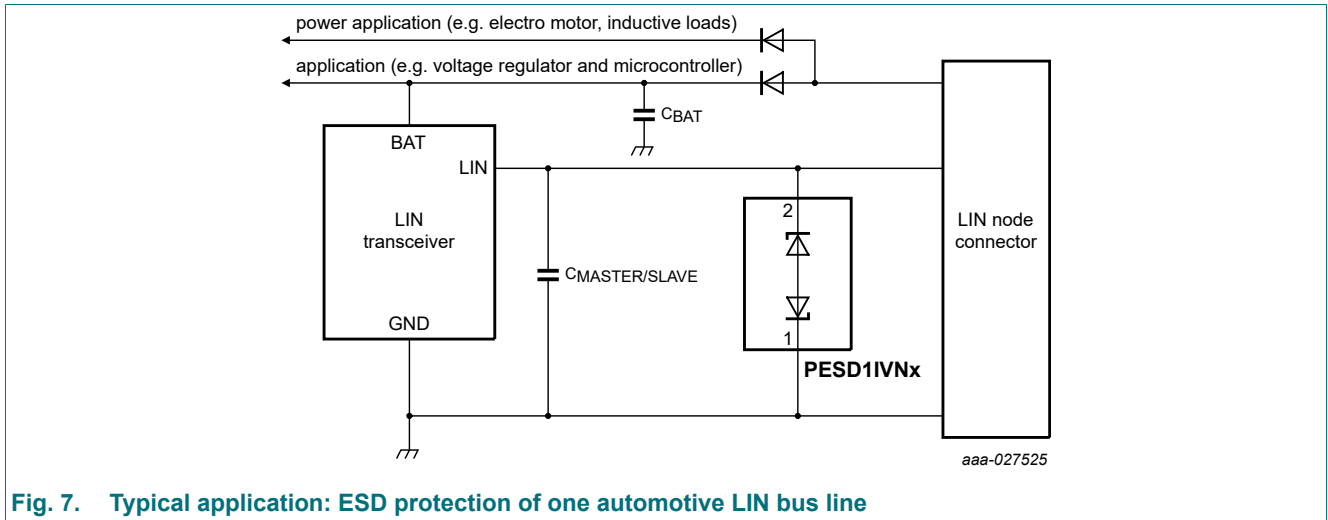 power application (e.g. electro motor, inductive loads)
application (e.g. voltage regulator and microcontroller)
CBAT
BAT
LIN
LIN
transceiver
GND
CMASTER/SLAVE
2
1
PESD1IVNx
LIN node
connector
aaa-027525
Fig. 7. Typical application: ESD protection of one automotive LIN bus line